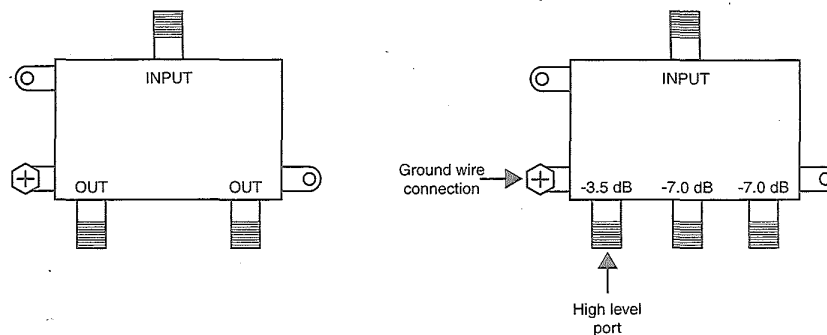 INPUT
OUT
OUT
INPUT
Ground wire
connection
-3.5 dB
-7.0 dB
-7.0 dB
High level
port